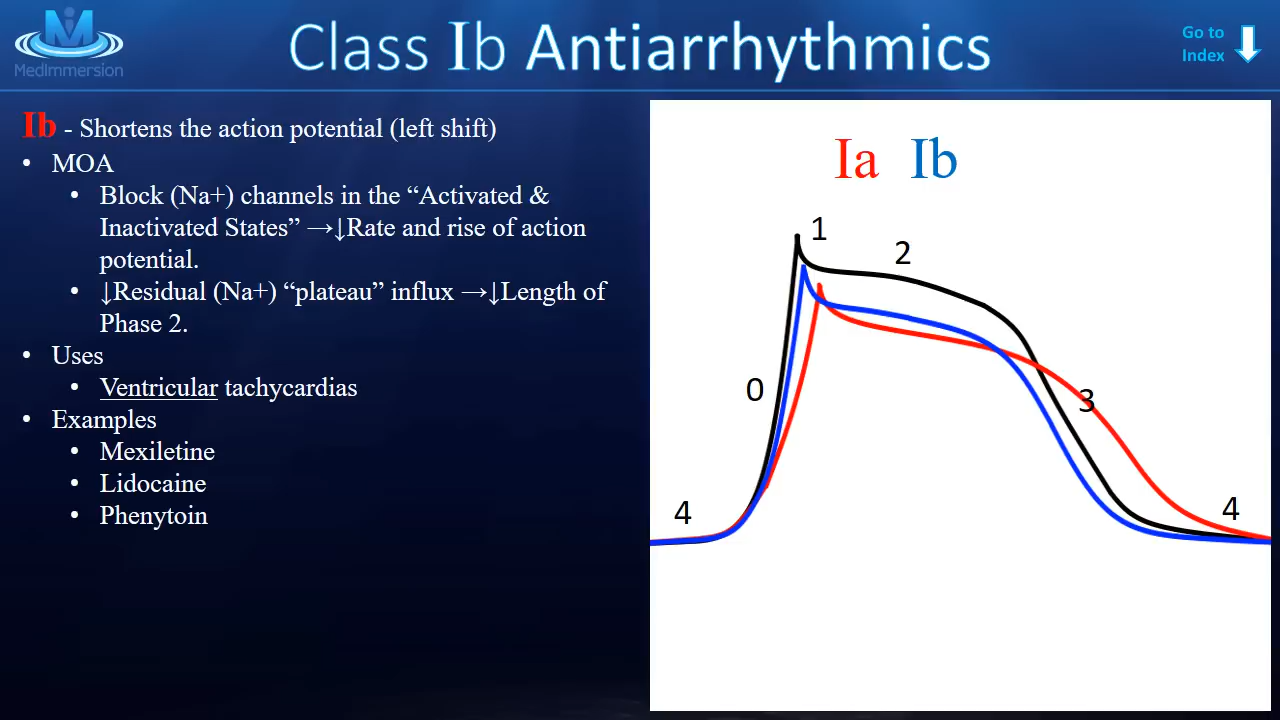 MedImmersion
Class Ib Antiarrhythmics
Go to
Index
Ib - Shortens the action potential (left shift)
• MOA
• Block (Na+) channels in the “Activated &
Inactivated States” →↓Rate and rise of action
potential.
• ↓Residual (Na+) “plateau” influx →↓Length of
Phase 2.
• Uses
• Ventricular tachycardias
• Examples
• Mexiletine
• Lidocaine
• Phenytoin
Ia Ib
1
2
0
3
4
4